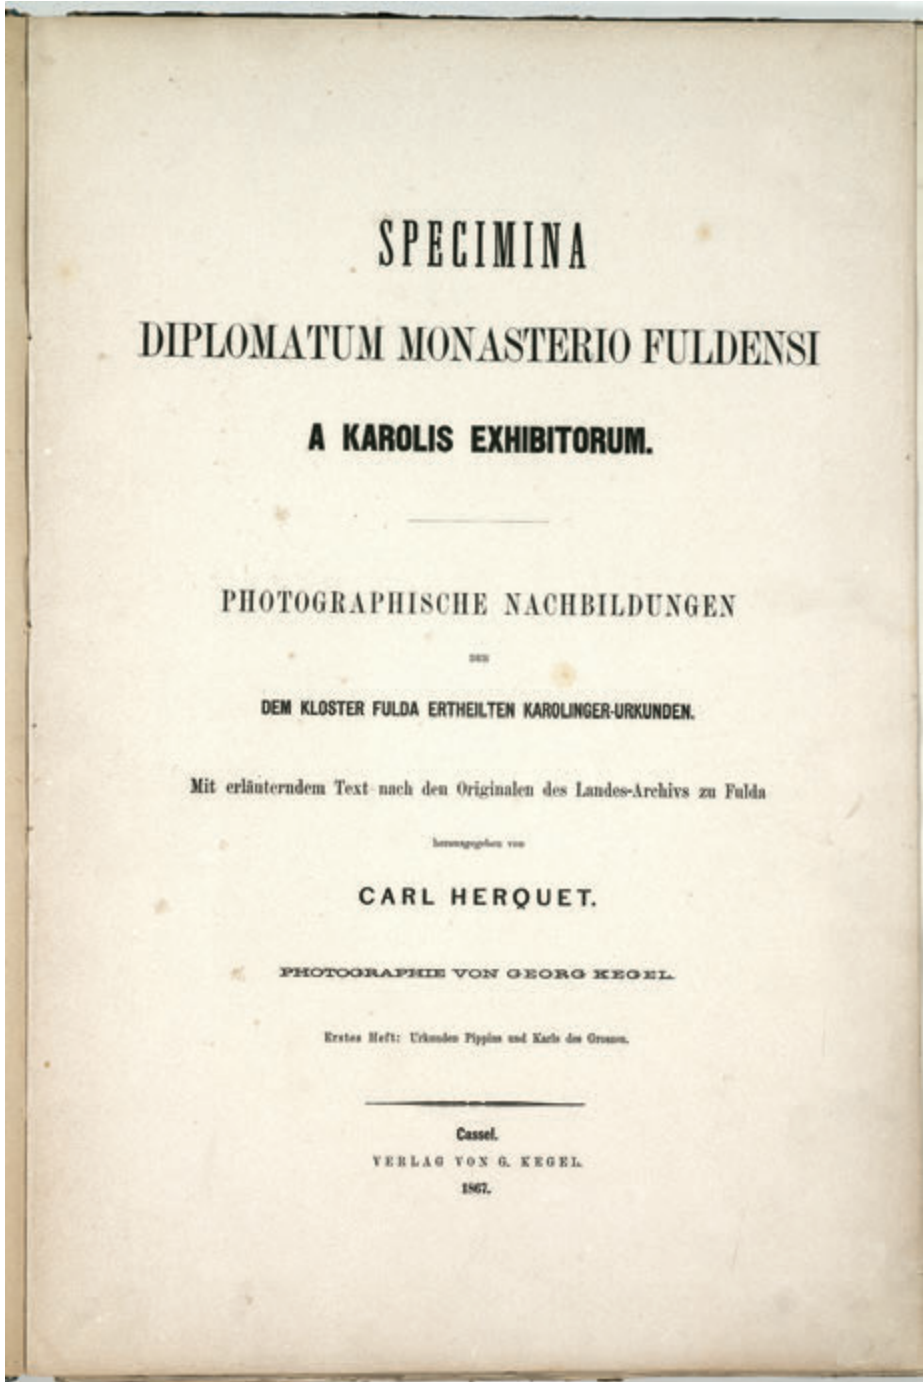 SPECIMINA
DIPLOMATUM MONASTERIO FULDENSI
A KAROLIS EXHIBITORUM.
PHOTOGRAPHISCHE NACHBILDUNGEN
DER
DEM KLOSTER FULDA ERTHEILTEN KAROLINGER-URKUNDEN.
Mit erläuterndem Text nach den Originalen des Landes-Archivs zu Fulda
herausgegeben von
CARL HERQUET.
PHOTOGRAPHIE VON GEORG KEGEL.
Erstes Heft: Urkunden Pippins und Karls des Grossen.
Cassel.
VERLAG VON G. KEGEL.
1867.